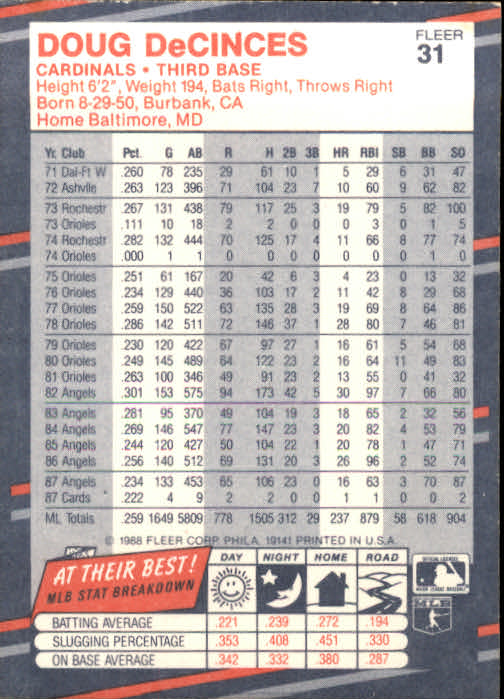 DOUG DeCINCES
FLEER
31
CARDINALS • THIRD BASE
Height 6'2", Weight 194, Bats Right, Throws Right
Born 8-29-50, Burbank, CA
Home Baltimore, MD
Yr. Club Pct. G AB R H 2B 3B HR RBI SB BB SO
71 Dal-Ft W .260 78 235 29 61 10 1 5 29 6 31 47
72 Ashvlle .263 121 396 71 104 23 7 10 60 9 62 82
73 Rochestr .267 131 438 79 117 25 3 19 79 5 82 100
73 Orioles .111 10 18 2 2 0 0 0 3 0 1 5
74 Rochestr .282 132 444 70 125 17 4 11 66 8 77 74
74 Orioles .000 1 1 0 0 0 0 0 0 0 0 0
75 Orioles .251 61 167 20 42 6 3 4 23 0 13 32
76 Orioles .234 129 440 36 103 17 2 11 42 8 29 68
77 Orioles .259 150 522 63 135 28 3 19 69 8 64 86
78 Orioles .286 142 511 72 146 37 1 28 80 7 46 81
79 Orioles .230 120 422 67 97 27 1 16 61 5 54 68
80 Orioles .249 145 489 64 122 23 2 16 64 11 49 83
81 Orioles .263 100 346 49 91 23 2 13 55 0 41 32
82 Angels .301 153 575 94 173 42 5 30 97 7 66 80
83 Angels .281 95 370 49 104 19 3 18 65 2 32 56
84 Angels .269 146 547 77 147 23 3 20 82 4 53 79
85 Angels .244 120 427 50 104 22 1 20 78 1 47 71
86 Angels .256 140 512 69 131 20 3 26 96 2 52 74
87 Angels .234 133 453 65 106 23 0 16 63 3 70 87
87 Cards .222 4 9 2 2 0 1 1 0 0 2
ML Totals .259 1649 5809 778 1505 312 29 237 879 58 618 904
© 1988 FLEER CORP. PHILA. 19141 PRINTED IN U.S.A.
AT THEIR BEST!
MLB STAT BREAKDOWN
DAY NIGHT HOME ROAD
BATTING AVERAGE .221 .239 .272 .194
SLUGGING PERCENTAGE .353 .408 .451 .330
ON BASE AVERAGE .342 .332 .380 .287